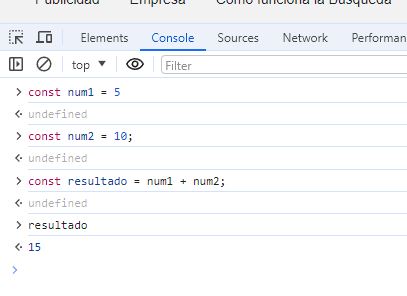 Publicidad Empresa Cómo funciona la Búsqueda
Elements Console Sources Network Performan
top Filter
> const num1 = 5
undefined
> const num2 = 10;
undefined
> const resultado = num1 + num2;
undefined
> resultado
15
>